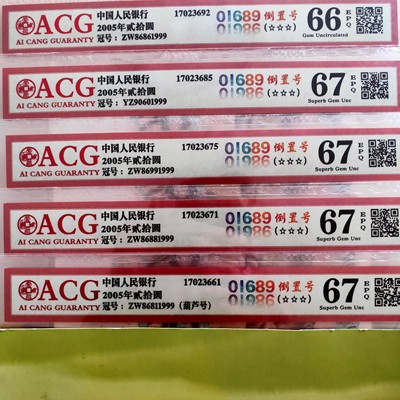 ACG 中国人民银行 17023692 01689 倒置号 66 EPQ
AI CANG GUARANTY 2005年贰拾圆 01986 (☆☆☆) Gem Uncirculated
冠号：ZW86861999
ACG 中国人民银行 17023685 01689 倒置号 67 EPQ
AI CANG GUARANTY 2005年贰拾圆 01986 (☆☆☆) Superb Gem Unc
冠号：YZ90601999
ACG 中国人民银行 17023675 01689 倒置号 67 EPQ
AI CANG GUARANTY 2005年贰拾圆 01986 (☆☆☆) Superb Gem Unc
冠号：ZW86991999
ACG 中国人民银行 17023671 01689 倒置号 67 EPQ
AI CANG GUARANTY 2005年贰拾圆 01986 (☆☆☆) Superb Gem Unc
冠号：ZW86881999
ACG 中国人民银行 17023661 01689 倒置号 67 EPQ
AI CANG GUARANTY 2005年贰拾圆 01986 (☆☆☆) Superb Gem Unc
冠号：ZW86811999（葫芦号）